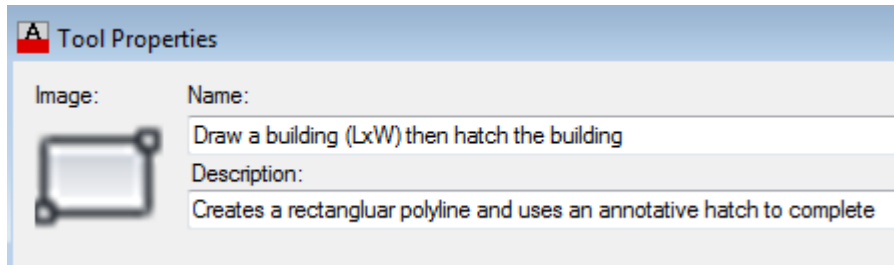 A Tool Properties
Image:
Name:
Draw a building (LxW) then hatch the building
Description:
Creates a rectangluar polyline and uses an annotative hatch to complete